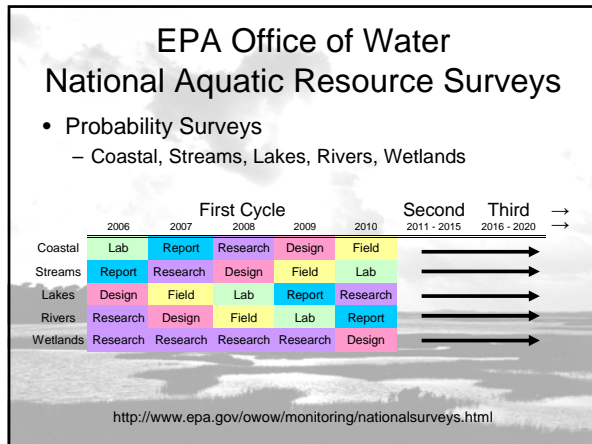 EPA Office of Water
National Aquatic Resource Surveys
• Probability Surveys
– Coastal, Streams, Lakes, Rivers, Wetlands
First Cycle Second Third →
2006 2007 2008 2009 2010 2011 - 2015 2016 - 2020 →
Coastal Lab Report Research Design Field
Streams Report Research Design Field Lab
Lakes Design Field Lab Report Research
Rivers Research Design Field Lab Report
Wetlands Research Research Research Research Design
http://www.epa.gov/owow/monitoring/nationalsurveys.html